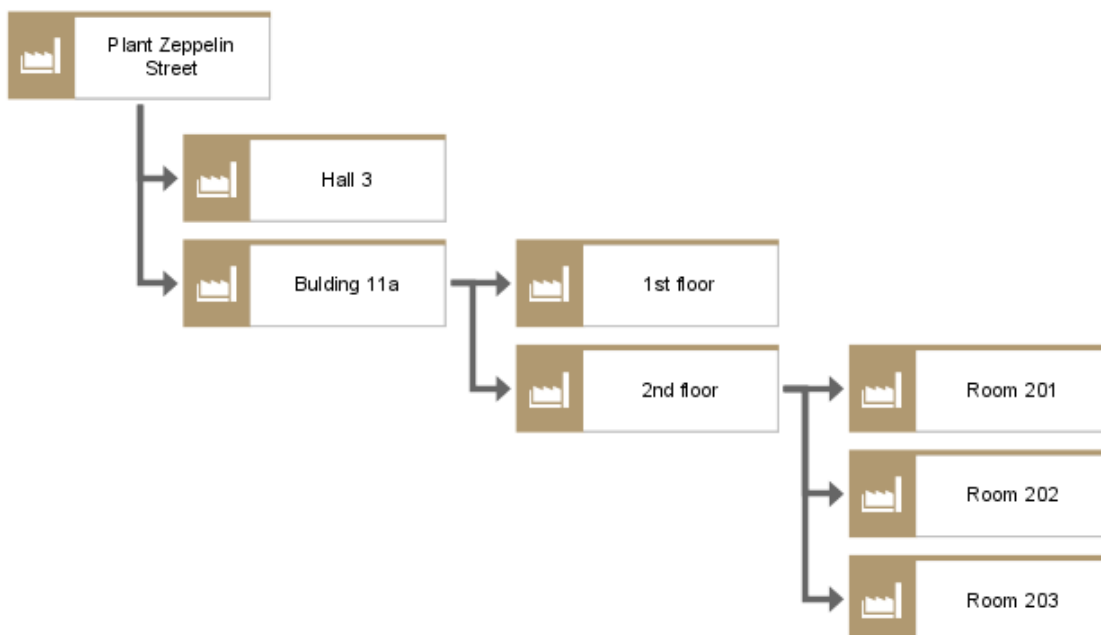 Plant Zeppelin
Street
Hall 3
Bulding 11a
1st floor
2nd floor
Room 201
Room 202
Room 203